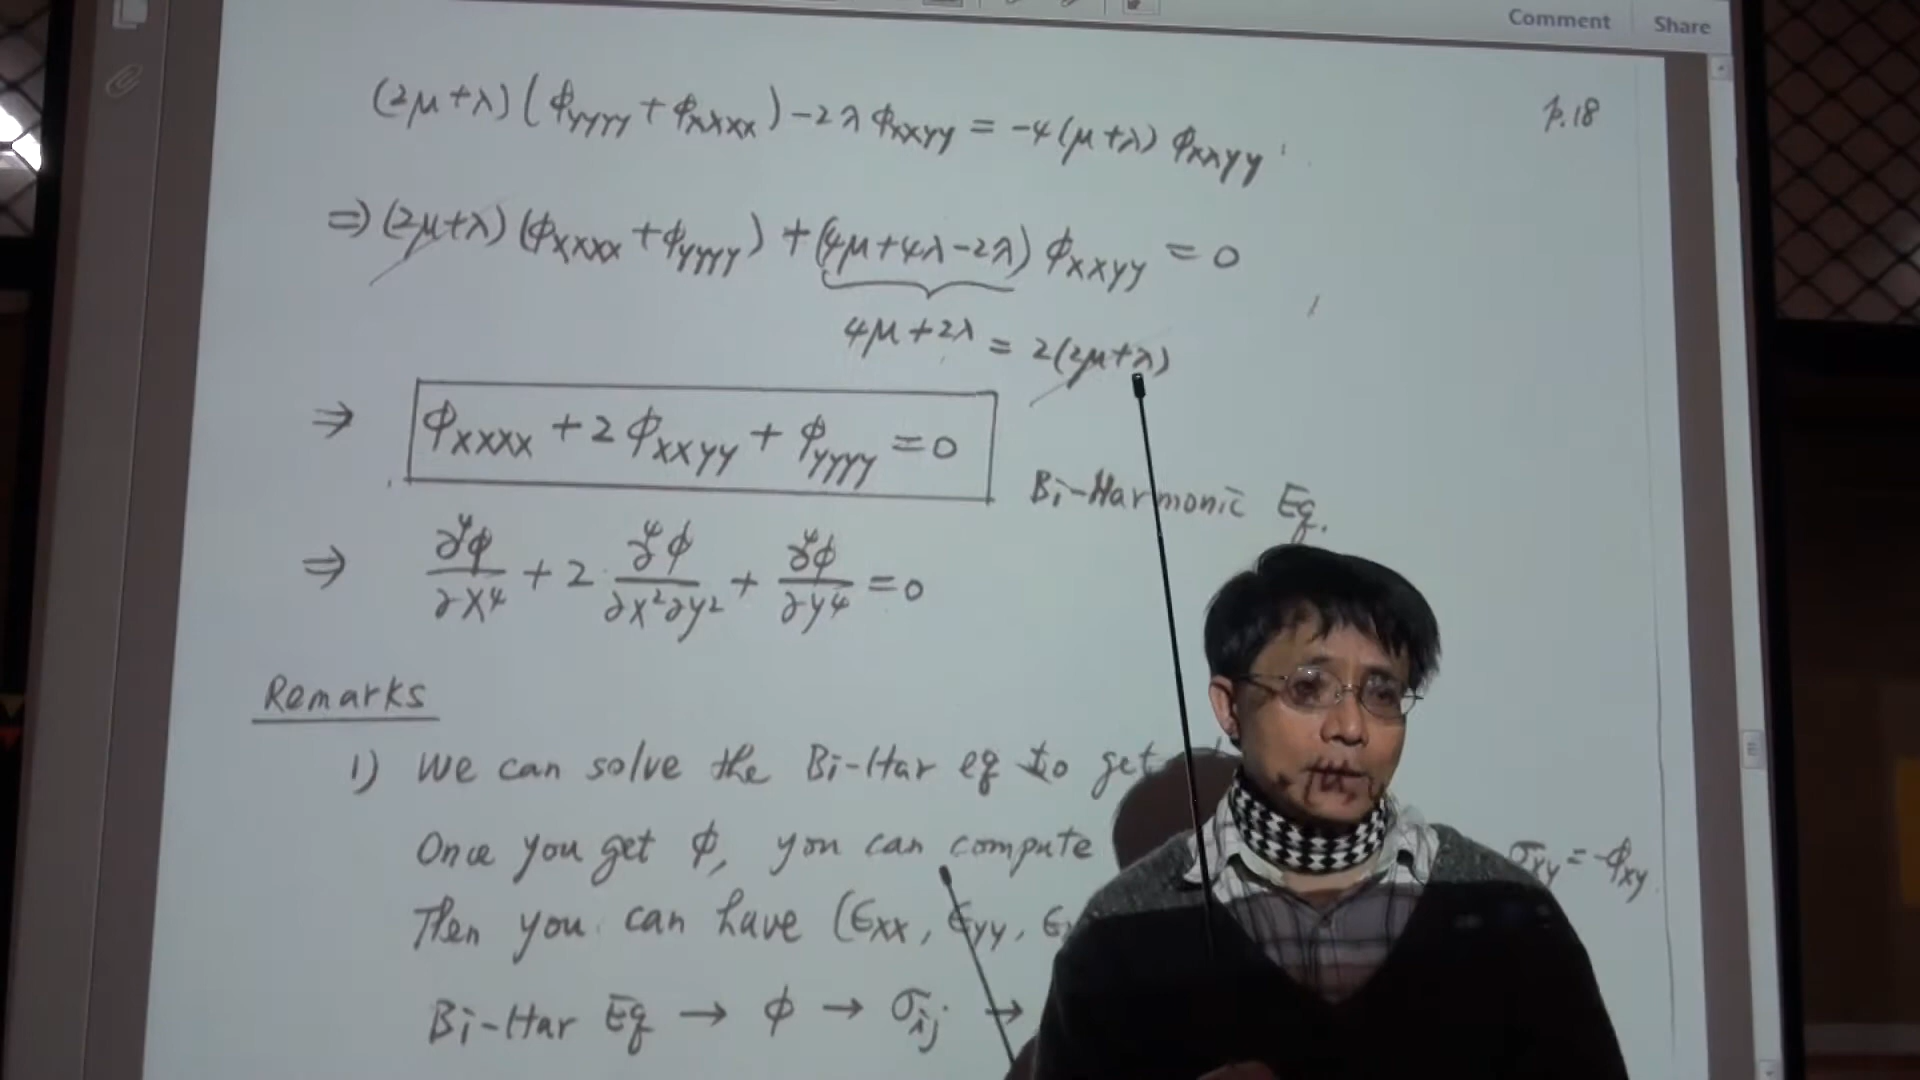 Comment Share
p.18
(2μ+λ)(ϕyyyy + ϕxxxx) - 2λ ϕxxyy = -4(μ+λ) ϕxxyy
⇒ (2μ+λ)(ϕxxxx + ϕyyyy) + (4μ+4λ-2λ) ϕxxyy = 0
4μ+2λ = 2(2μ+λ)
⇒ ϕxxxx + 2ϕxxyy + ϕyyyy = 0
Bi-Harmonic Eq.
⇒ ∂⁴ϕ/∂x⁴ + 2 ∂⁴ϕ/∂x²∂y² + ∂⁴ϕ/∂y⁴ = 0
Remarks
1) We can solve the Bi-Har eq to get
Once you get ϕ, you can compute σxy = -ϕxy
Then you can have (ϵxx, ϵyy,
Bi-Har Eq → ϕ → σij →